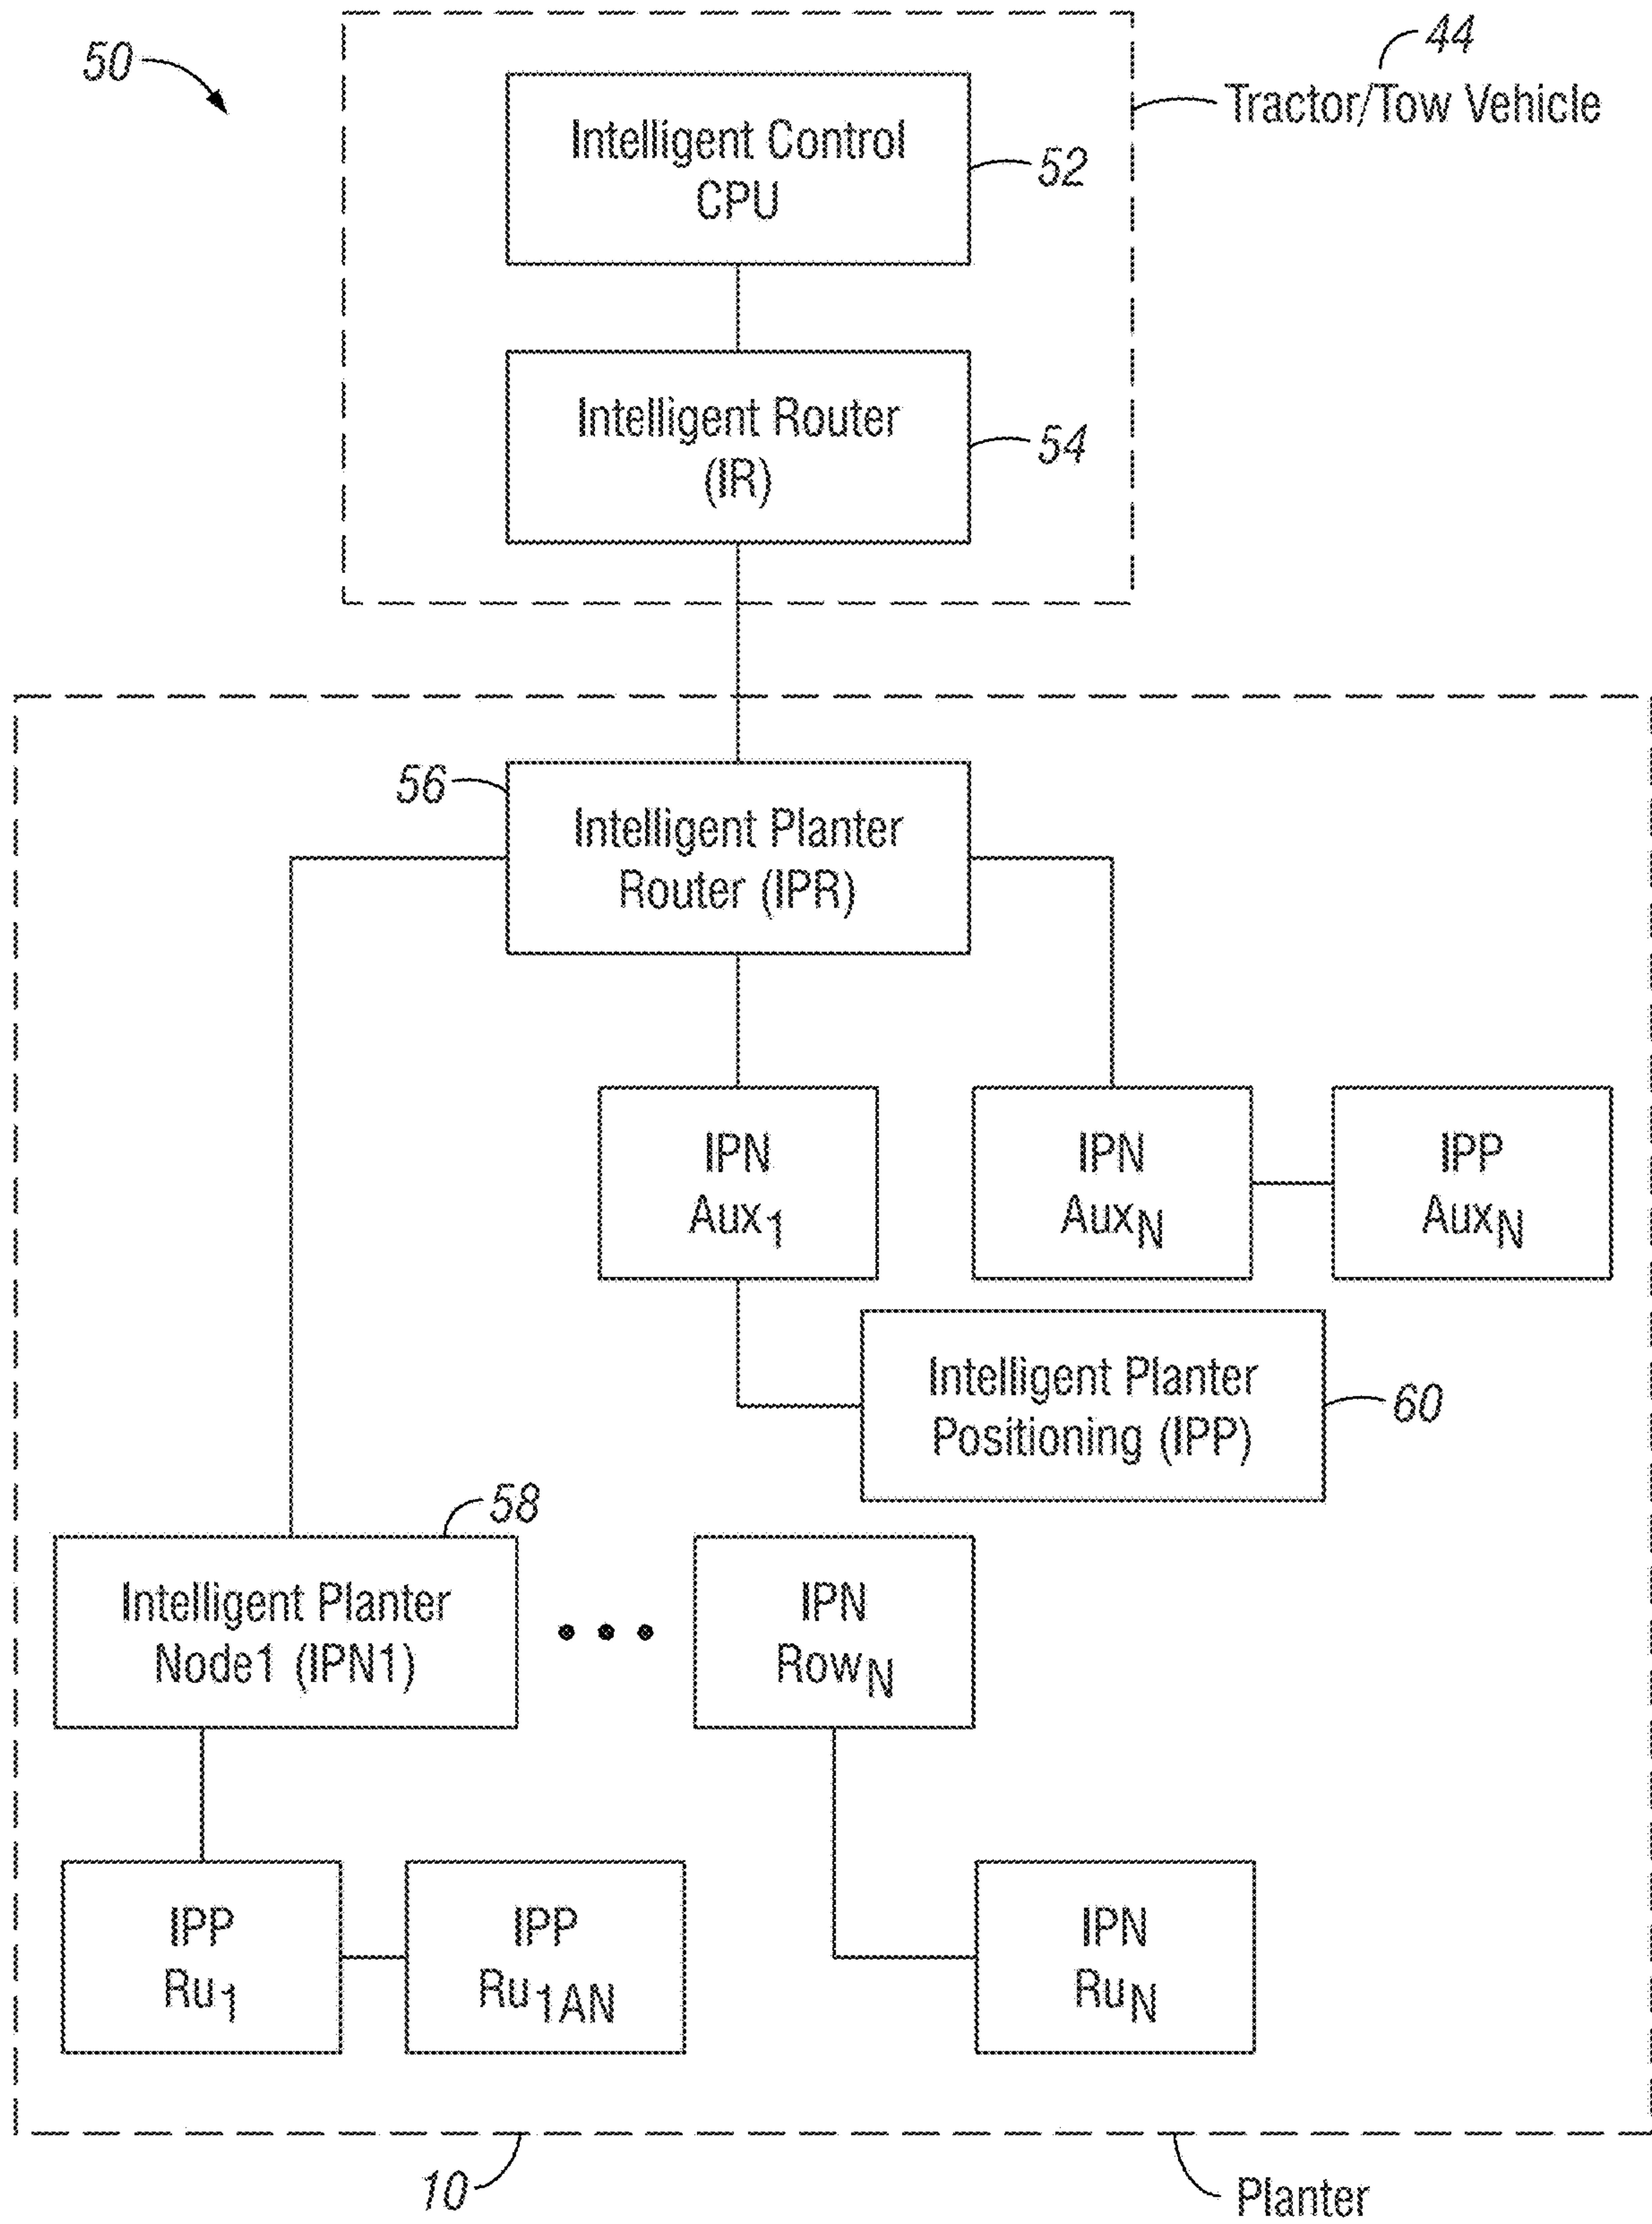 50
44
Tractor/Tow Vehicle
Intelligent Control
CPU
52
Intelligent Router
(IR)
54
56
Intelligent Planter
Router (IPR)
IPN
Aux1
IPN
AuxN
IPP
AuxN
Intelligent Planter
Positioning (IPP)
60
58
Intelligent Planter
Node1 (IPN1)
IPN
RowN
IPP
Ru1
IPP
Ru1AN
IPN
RuN
10
Planter